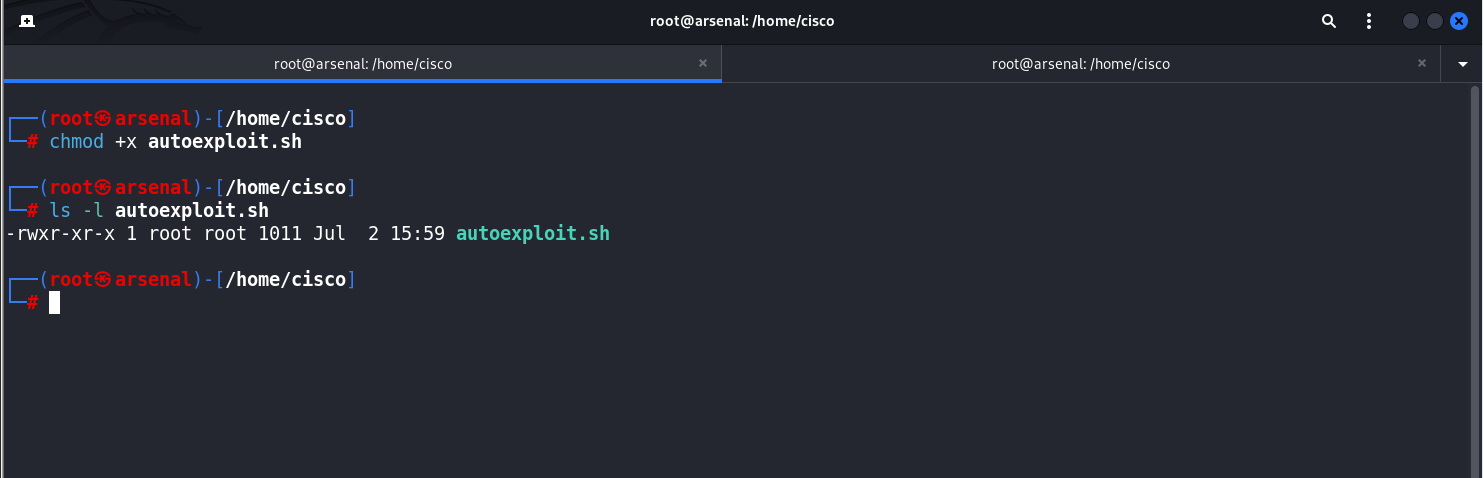 root@arsenal: /home/cisco
root@arsenal: /home/cisco × root@arsenal: /home/cisco ×
┌──(root㉿arsenal)-[/home/cisco]
└─# chmod +x autoexploit.sh
┌──(root㉿arsenal)-[/home/cisco]
└─# ls -l autoexploit.sh
-rwxr-xr-x 1 root root 1011 Jul  2 15:59 autoexploit.sh
┌──(root㉿arsenal)-[/home/cisco]
└─#